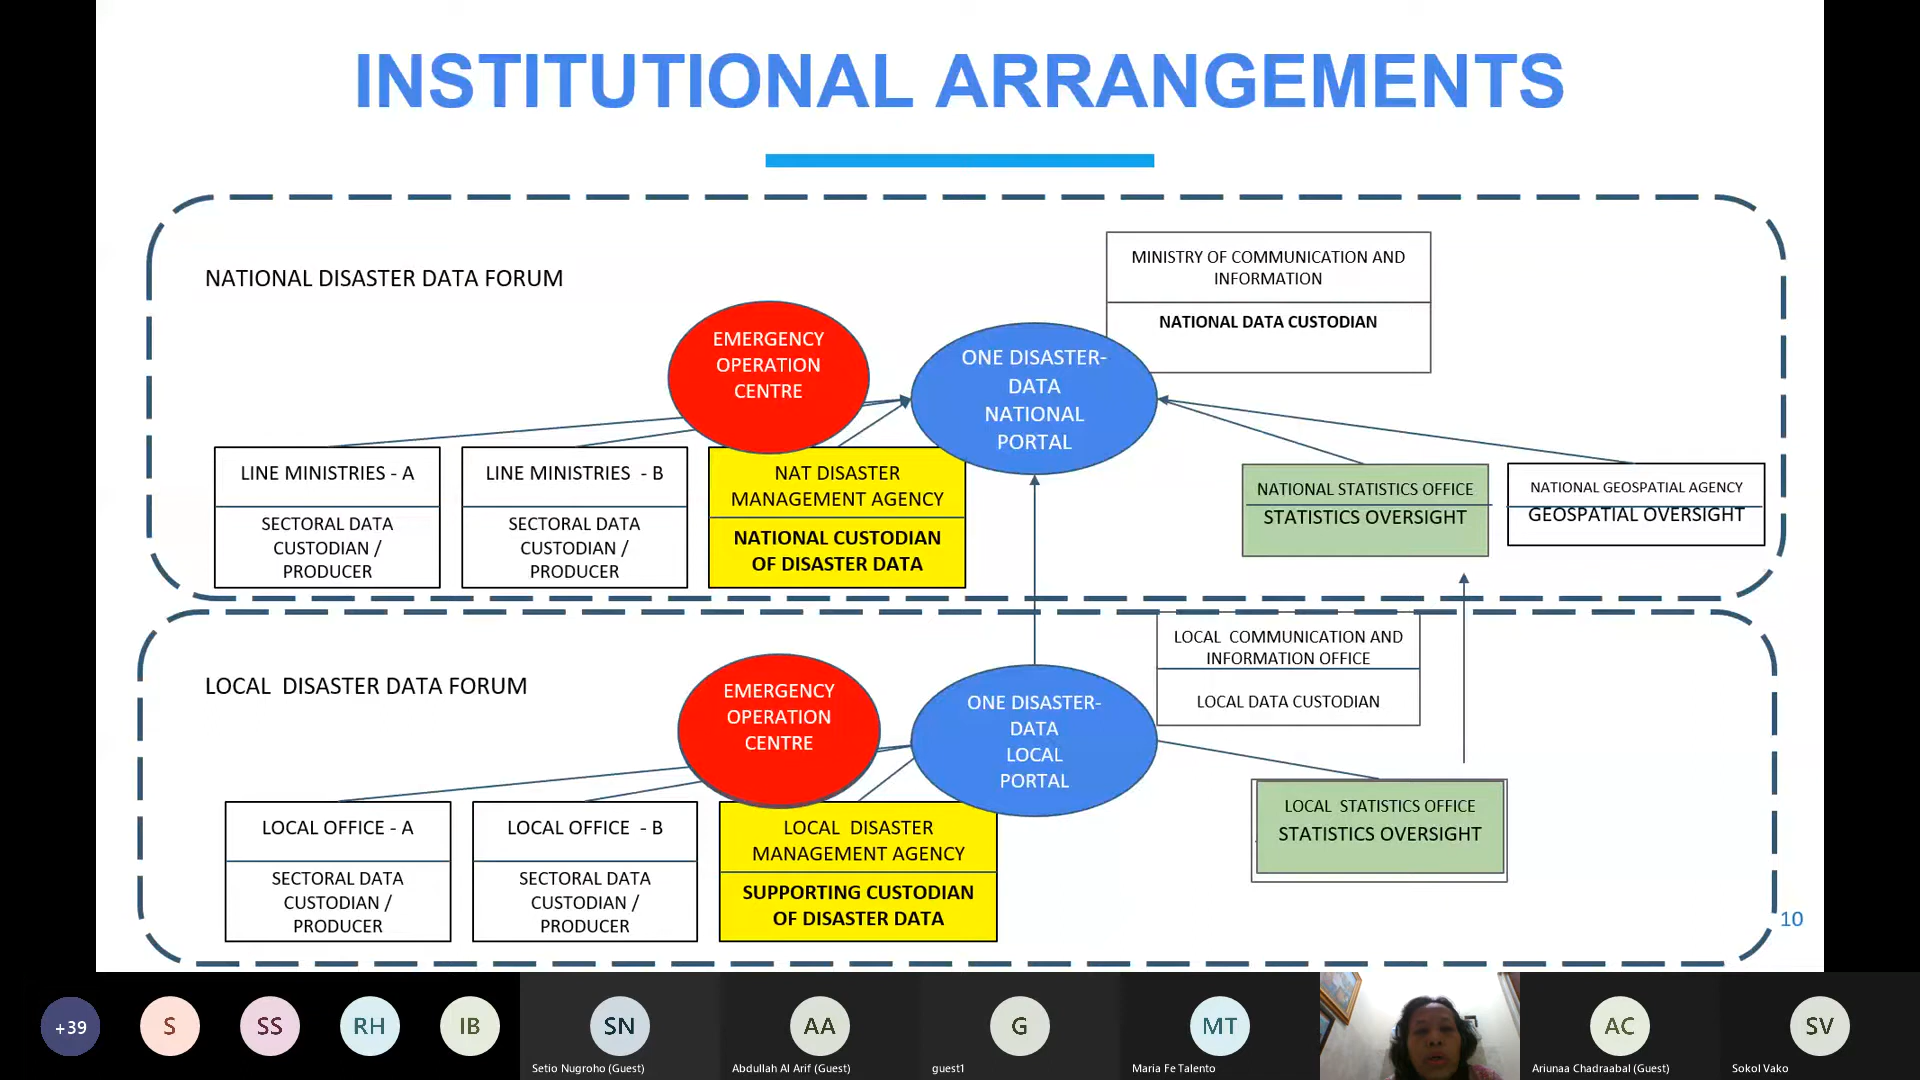 INSTITUTIONAL ARRANGEMENTS
NATIONAL DISASTER DATA FORUM
MINISTRY OF COMMUNICATION AND
INFORMATION
NATIONAL DATA CUSTODIAN
EMERGENCY
OPERATION
CENTRE
ONE DISASTER-
DATA
NATIONAL
PORTAL
LINE MINISTRIES - A
SECTORAL DATA
CUSTODIAN /
PRODUCER
LINE MINISTRIES - B
SECTORAL DATA
CUSTODIAN /
PRODUCER
NAT DISASTER
MANAGEMENT AGENCY
NATIONAL CUSTODIAN
OF DISASTER DATA
NATIONAL STATISTICS OFFICE
STATISTICS OVERSIGHT
NATIONAL GEOSPATIAL AGENCY
GEOSPATIAL OVERSIGHT
LOCAL DISASTER DATA FORUM
LOCAL COMMUNICATION AND
INFORMATION OFFICE
LOCAL DATA CUSTODIAN
EMERGENCY
OPERATION
CENTRE
ONE DISASTER-
DATA
LOCAL
PORTAL
LOCAL OFFICE - A
SECTORAL DATA
CUSTODIAN /
PRODUCER
LOCAL OFFICE - B
SECTORAL DATA
CUSTODIAN /
PRODUCER
LOCAL DISASTER
MANAGEMENT AGENCY
SUPPORTING CUSTODIAN
OF DISASTER DATA
LOCAL STATISTICS OFFICE
STATISTICS OVERSIGHT
10
+39
S
SS
RH
IB
SN
Setio Nugroho (Guest)
AA
Abdullah Al Arif (Guest)
G
guest1
MT
Maria Fe Talento
AC
Ariunaa Chadraabal (Guest)
SV
Sokol Vako